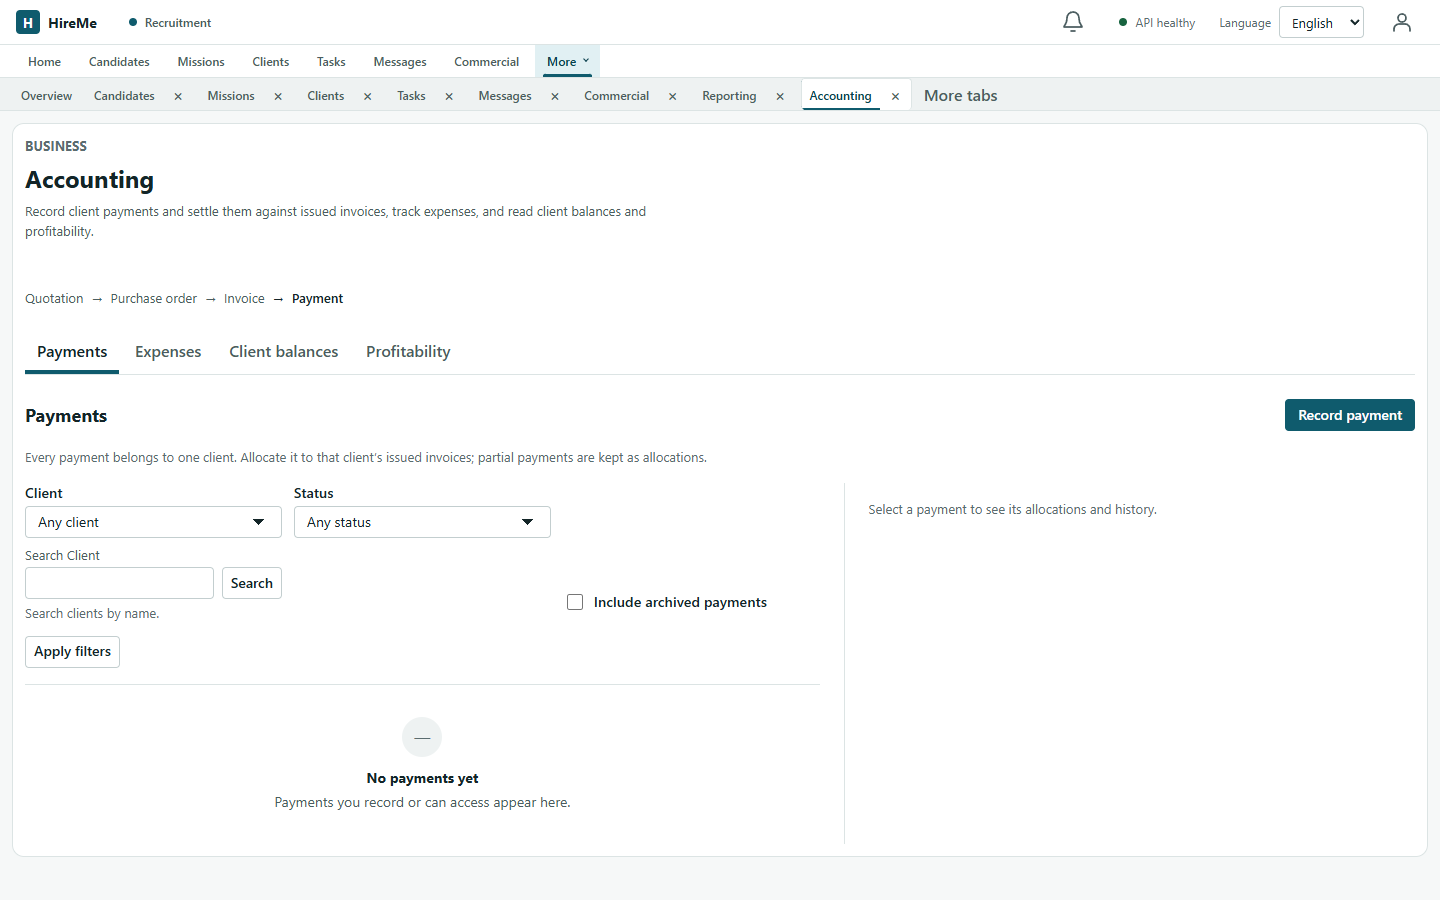 H HireMe Recruitment API healthy Language English
Home Candidates Missions Clients Tasks Messages Commercial More
Overview Candidates × Missions × Clients × Tasks × Messages × Commercial × Reporting × Accounting × More tabs
BUSINESS
Accounting
Record client payments and settle them against issued invoices, track expenses, and read client balances and
profitability.
Quotation → Purchase order → Invoice → Payment
Payments Expenses Client balances Profitability
Payments Record payment
Every payment belongs to one client. Allocate it to that client's issued invoices; partial payments are kept as allocations.
Client Status
Any client Any status
Select a payment to see its allocations and history.
Search Client
Search
Search clients by name.
Include archived payments
Apply filters
—
No payments yet
Payments you record or can access appear here.